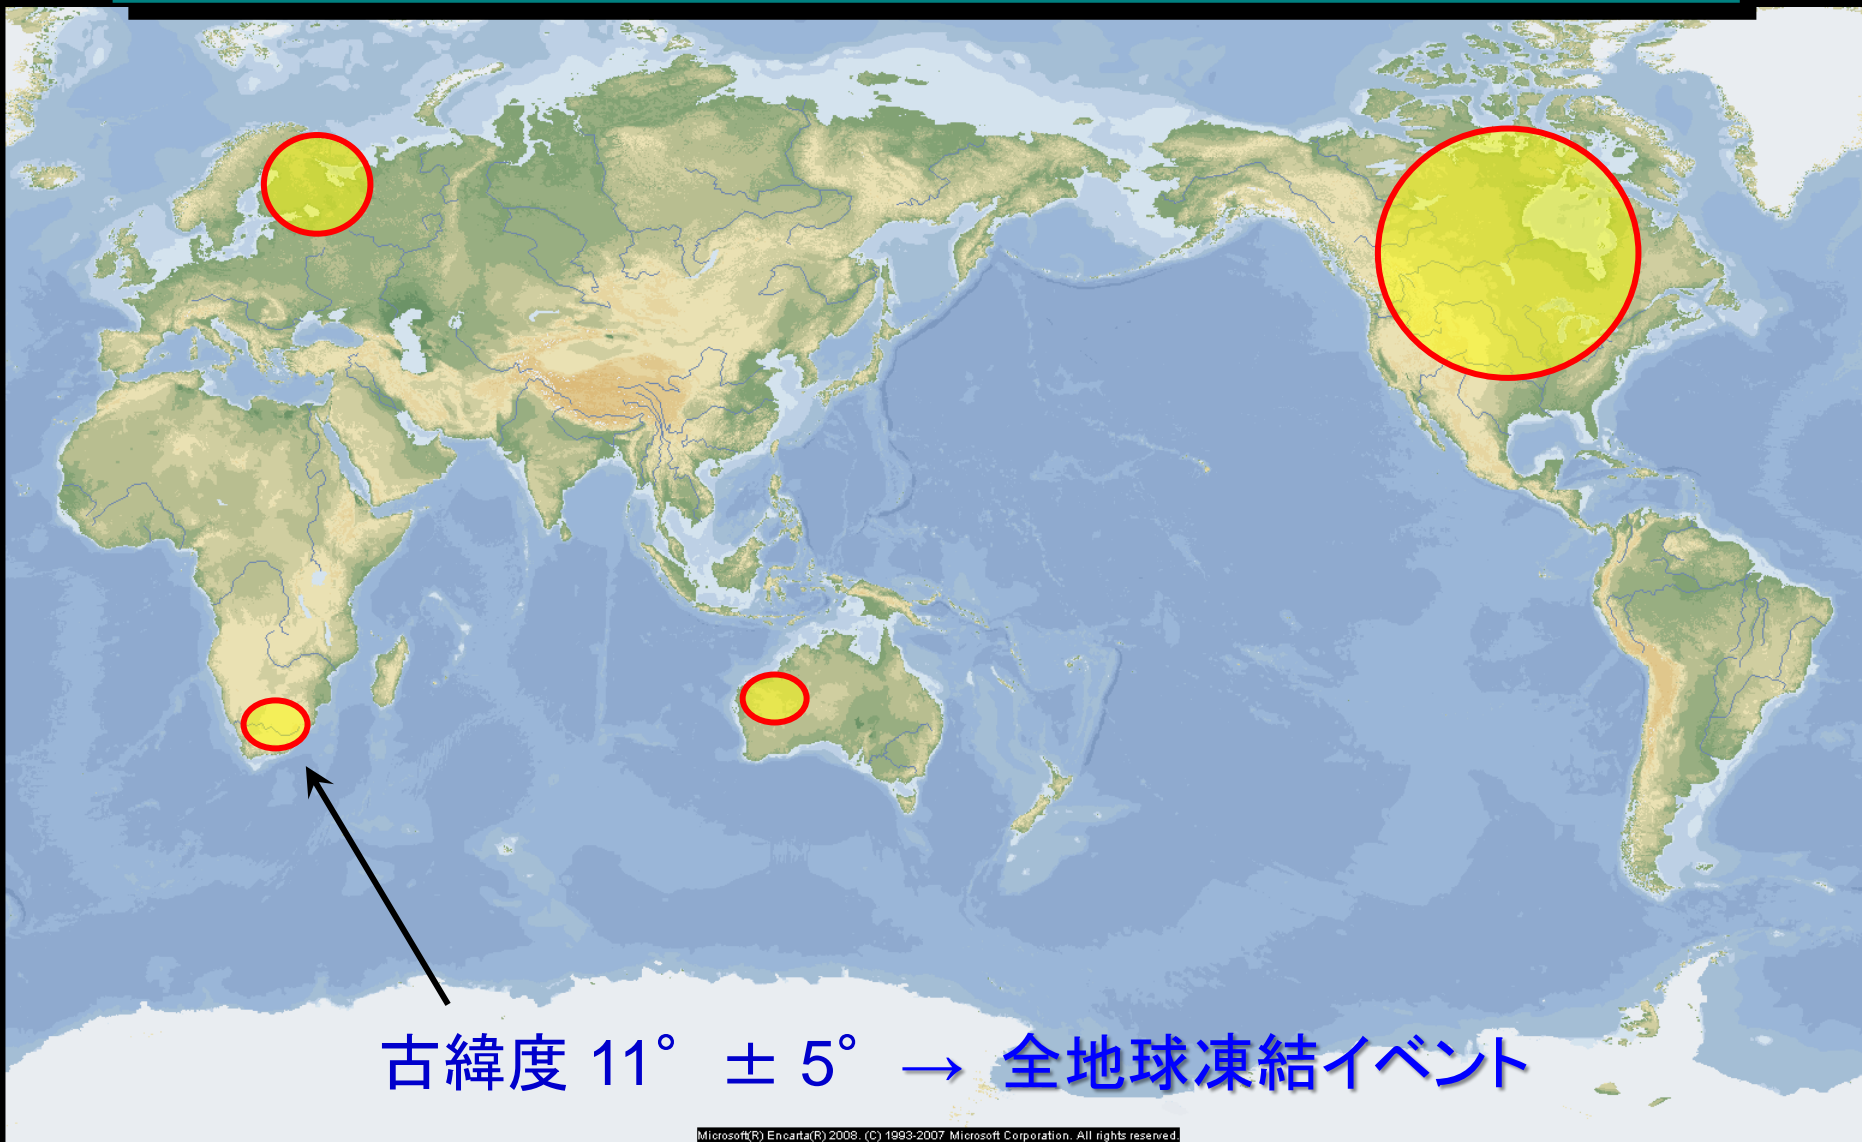 古緯度 11° ± 5° → 全地球凍結イベント
Microsoft(R) Encarta(R) 2008. (C) 1993-2007 Microsoft Corporation. All rights reserved.